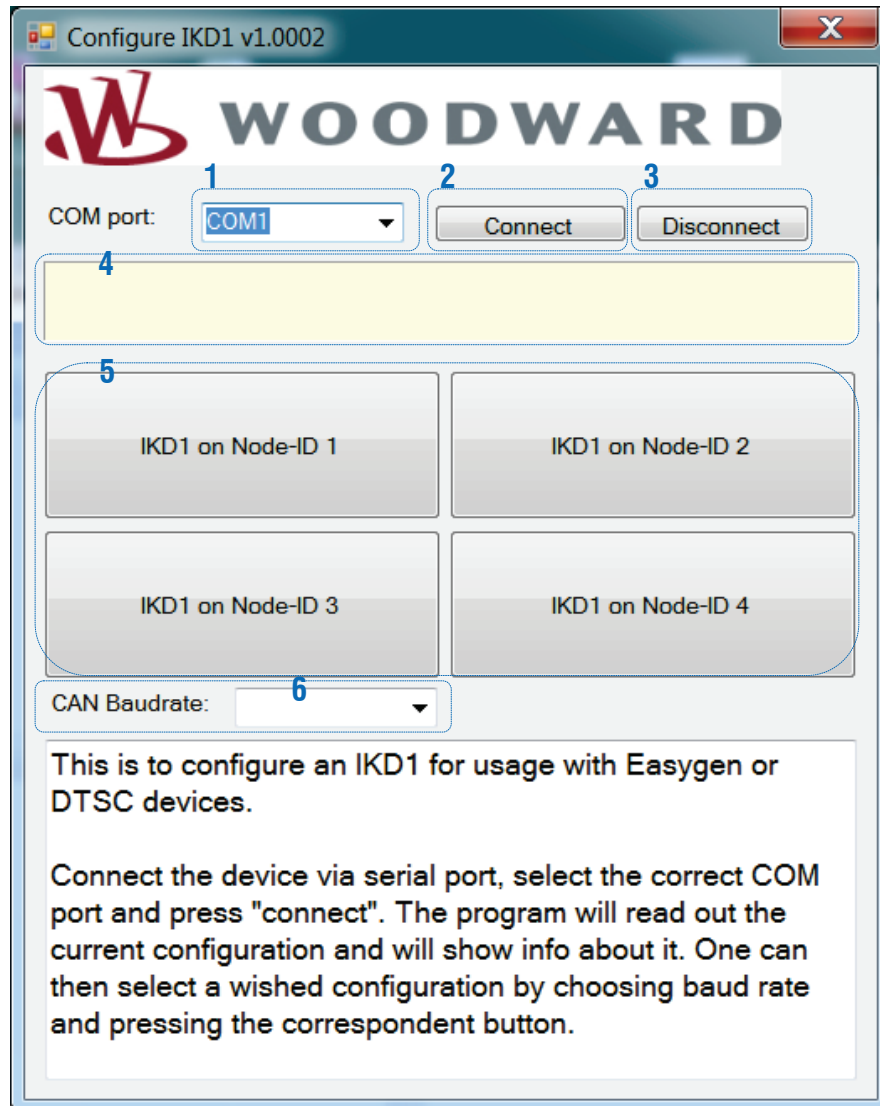 Configure IKD1 v1.0002
WOODWARD
1
2
3
COM port:
COM1
Connect
Disconnect
4
5
IKD1 on Node-ID 1
IKD1 on Node-ID 2
IKD1 on Node-ID 3
IKD1 on Node-ID 4
6
CAN Baudrate:
This is to configure an IKD1 for usage with Easygen or
DTSC devices.
Connect the device via serial port, select the correct COM
port and press "connect". The program will read out the
current configuration and will show info about it. One can
then select a wished configuration by choosing baud rate
and pressing the correspondent button.